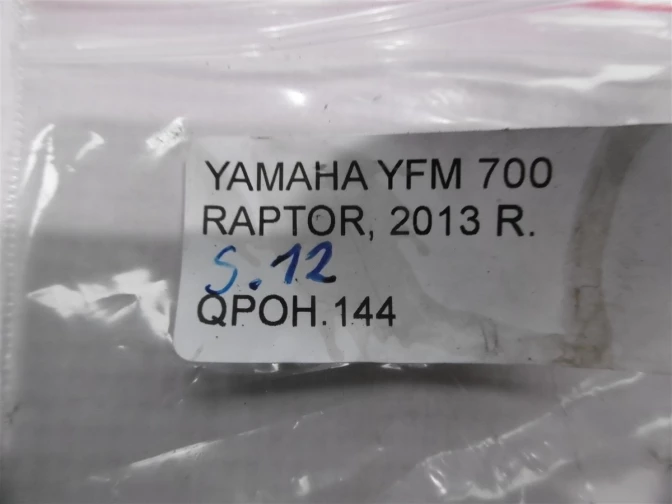 YAMAHA YFM 700
RAPTOR, 2013 R.
S.12
QPOH.144